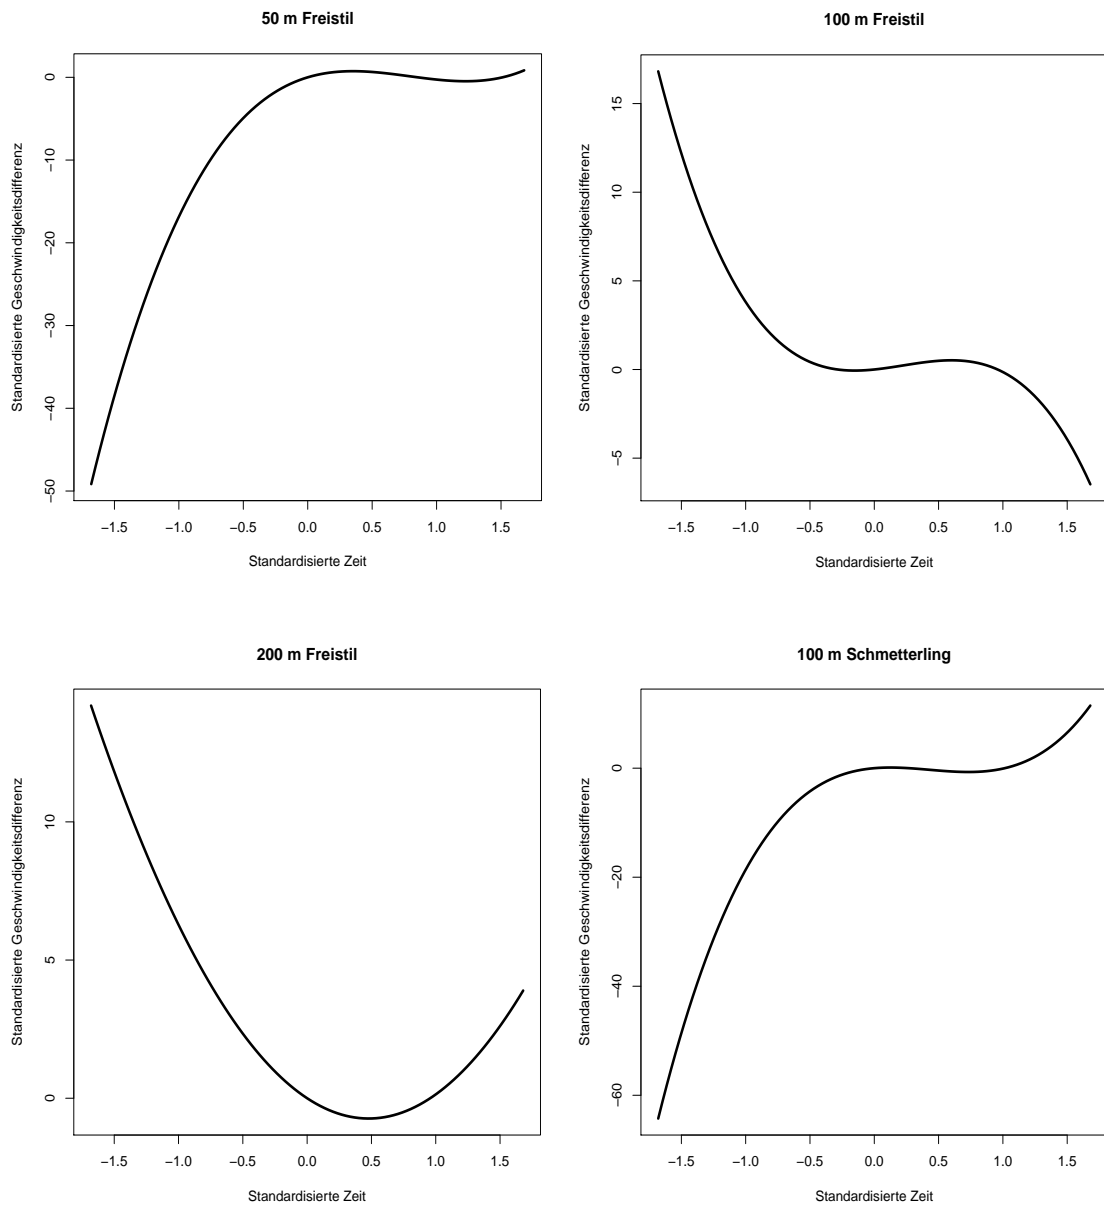 50 m Freistil
Standardisierte Geschwindigkeitsdifferenz
0
−10
−20
−30
−40
−50
−1.5 −1.0 −0.5 0.0 0.5 1.0 1.5
Standardisierte Zeit
100 m Freistil
Standardisierte Geschwindigkeitsdifferenz
15
10
5
0
−5
−1.5 −1.0 −0.5 0.0 0.5 1.0 1.5
Standardisierte Zeit
200 m Freistil
Standardisierte Geschwindigkeitsdifferenz
10
5
0
−1.5 −1.0 −0.5 0.0 0.5 1.0 1.5
Standardisierte Zeit
100 m Schmetterling
Standardisierte Geschwindigkeitsdifferenz
0
−20
−40
−60
−1.5 −1.0 −0.5 0.0 0.5 1.0 1.5
Standardisierte Zeit